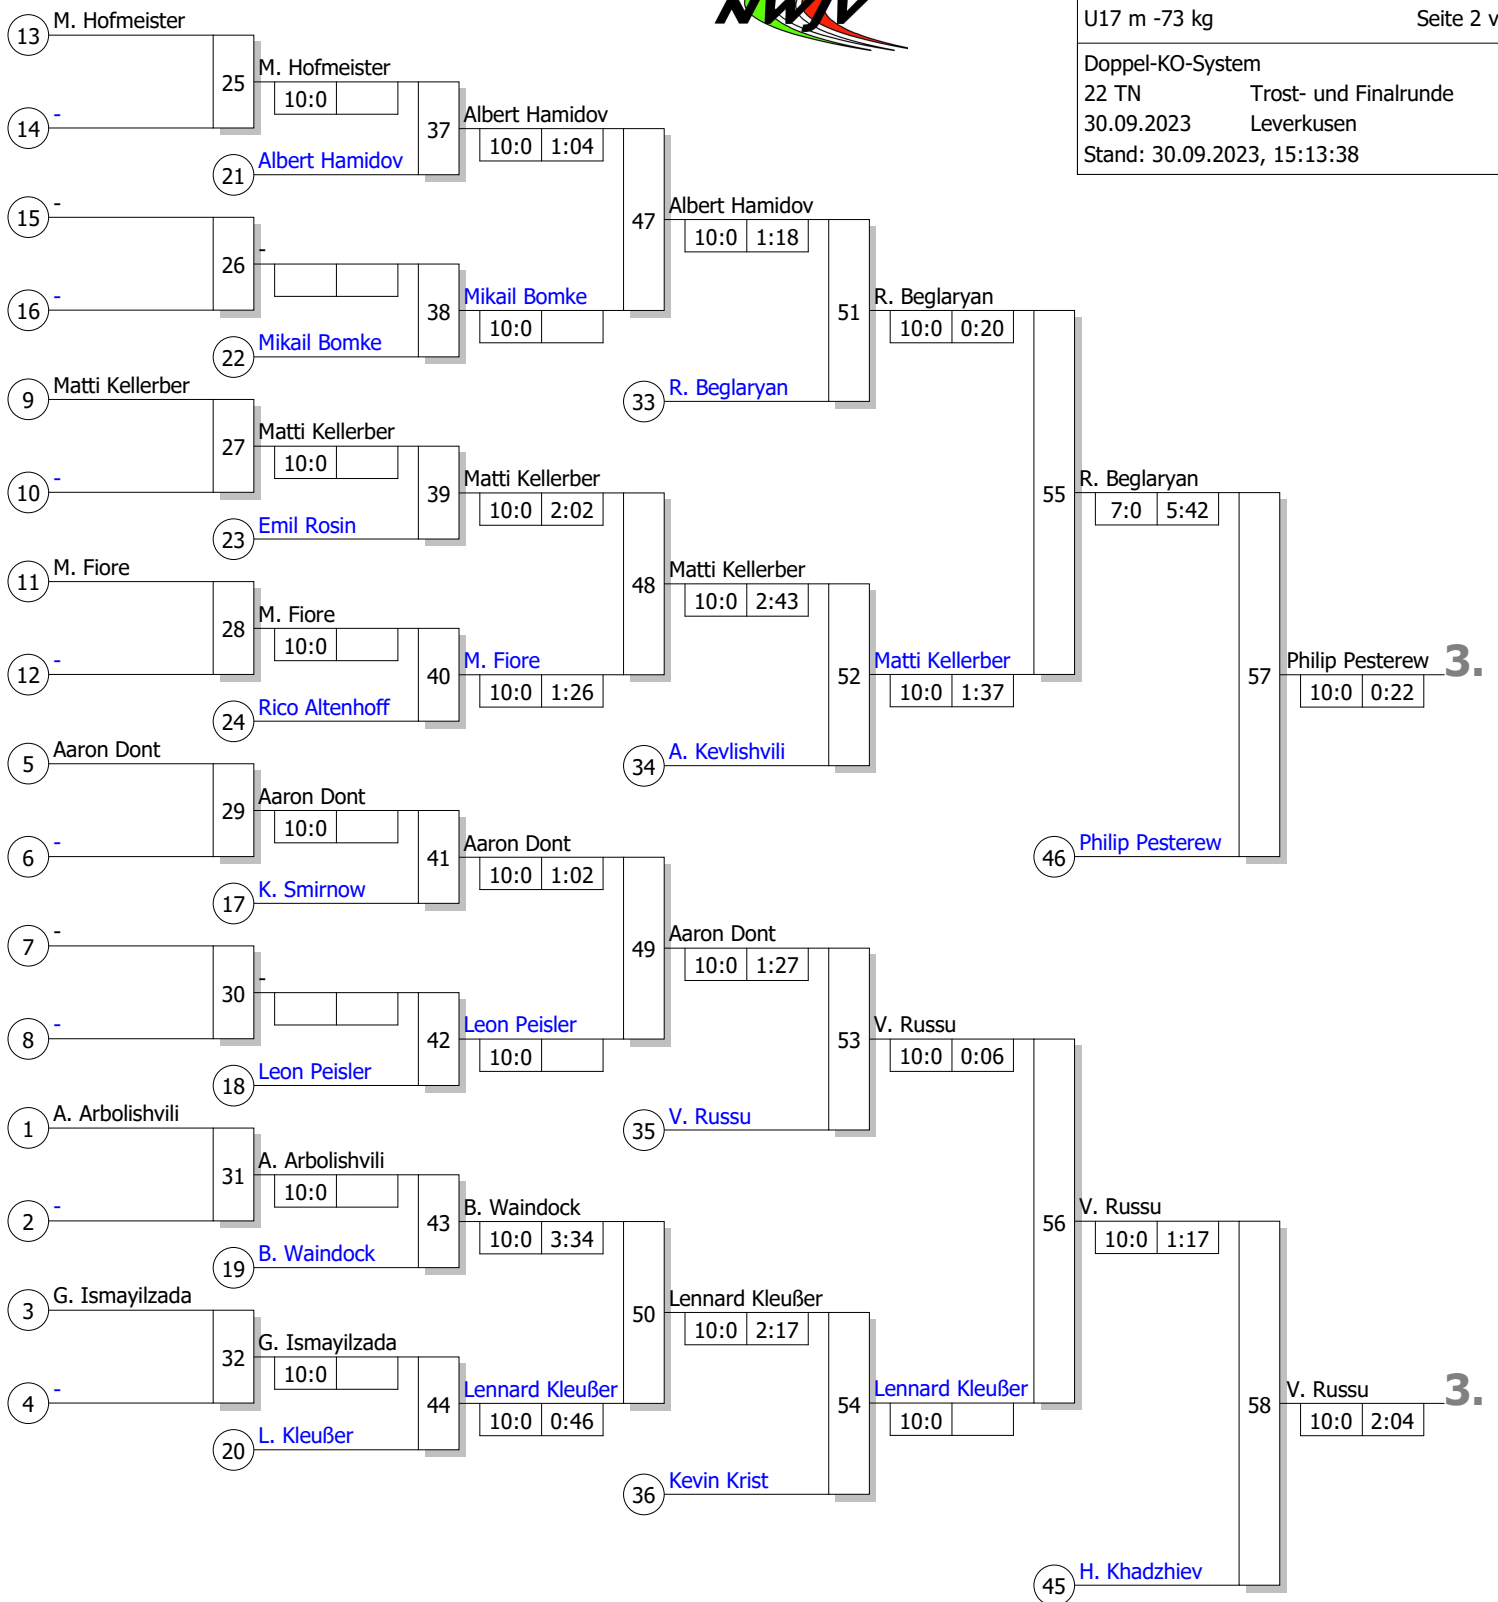 NWJV
U17 m -73 kg Seite 2 v
Doppel-KO-System
22 TN Trost- und Finalrunde
30.09.2023 Leverkusen
Stand: 30.09.2023, 15:13:38
13 M. Hofmeister
14 -
25 M. Hofmeister
10:0
21 Albert Hamidov
37 Albert Hamidov
10:0 1:04
15 -
16 -
26 -
22 Mikail Bomke
38 Mikail Bomke
10:0
47 Albert Hamidov
10:0 1:18
33 R. Beglaryan
51 R. Beglaryan
10:0 0:20
9 Matti Kellerber
10 -
27 Matti Kellerber
10:0
23 Emil Rosin
39 Matti Kellerber
10:0 2:02
11 M. Fiore
12 -
28 M. Fiore
10:0
24 Rico Altenhoff
40 M. Fiore
10:0 1:26
48 Matti Kellerber
10:0 2:43
34 A. Kevlishvili
52 Matti Kellerber
10:0 1:37
55 R. Beglaryan
7:0 5:42
46 Philip Pesterew
57 Philip Pesterew 3.
10:0 0:22
5 Aaron Dont
6 -
29 Aaron Dont
10:0
17 K. Smirnow
41 Aaron Dont
10:0 1:02
7 -
8 -
30 -
18 Leon Peisler
42 Leon Peisler
10:0
49 Aaron Dont
10:0 1:27
35 V. Russu
53 V. Russu
10:0 0:06
1 A. Arbolishvili
2 -
31 A. Arbolishvili
10:0
19 B. Waindock
43 B. Waindock
10:0 3:34
3 G. Ismayilzada
4 -
32 G. Ismayilzada
10:0
20 L. Kleußer
44 Lennard Kleußer
10:0 0:46
50 Lennard Kleußer
10:0 2:17
36 Kevin Krist
54 Lennard Kleußer
10:0
56 V. Russu
10:0 1:17
45 H. Khadzhiev
58 V. Russu 3.
10:0 2:04